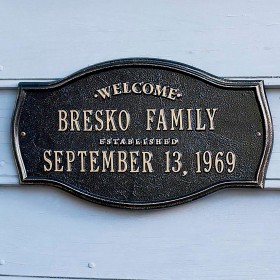 ·WELCOME·
BRESKO FAMILY
ESTABLISHED
SEPTEMBER 13, 1969